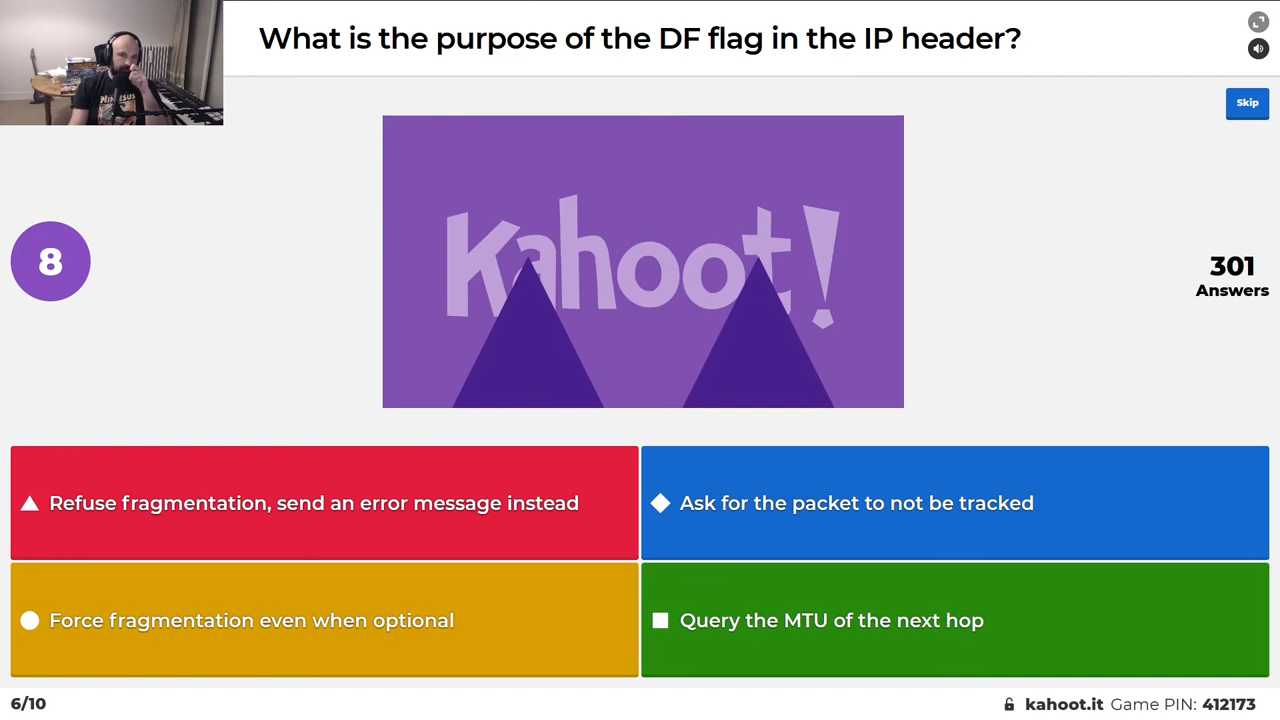 What is the purpose of the DF flag in the IP header?
Skip
Kahoot!
8
301
Answers
Refuse fragmentation, send an error message instead
Ask for the packet to not be tracked
Force fragmentation even when optional
Query the MTU of the next hop
6/10
kahoot.it Game PIN: 412173